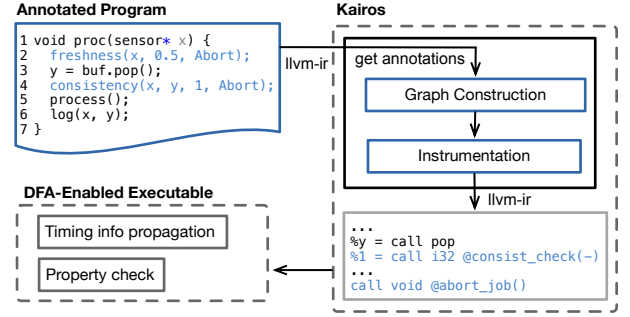 Annotated Program
1 void proc(sensor* x) {
2   freshness(x, 0.5, Abort);
3   y = buf.pop();
4   consistency(x, y, 1, Abort);
5   process();
6   log(x, y);
7 }
llvm-ir
Kairos
get annotations
Graph Construction
Instrumentation
llvm-ir
...
%y = call pop
%1 = call i32 @consist_check(-)
...
call void @abort_job()
DFA-Enabled Executable
Timing info propagation
Property check